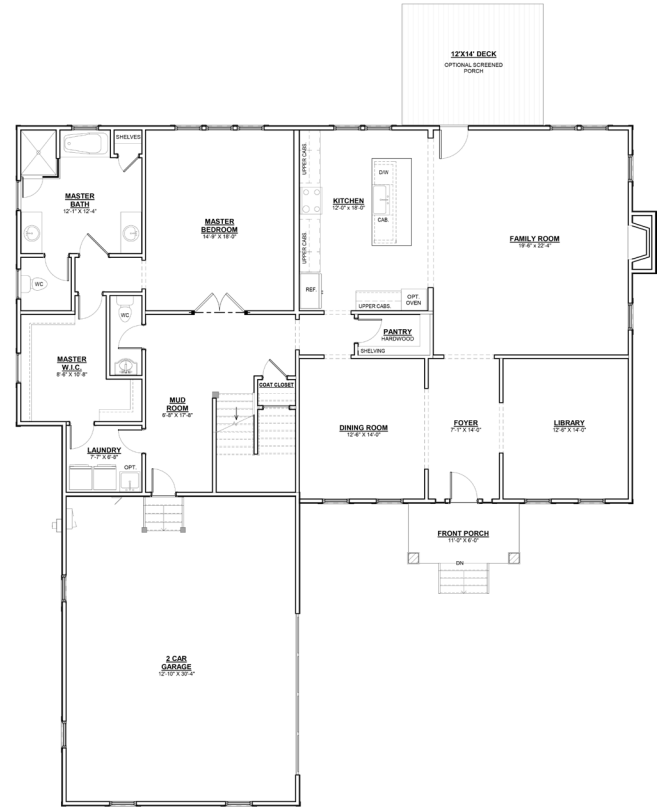 12'X14' DECK
OPTIONAL SCREENED
PORCH
SHELVES
MASTER
BATH
12'-1" X 12'-4"
WC
MASTER
BEDROOM
14'-9" X 18'-0"
UPPER CABS.
UPPER CABS.
REF.
KITCHEN
12'-0" x 18'-0"
D/W
CAB.
UPPER CABS.
OPT.
OVEN
FAMILY ROOM
19'-6" x 22'-4"
WC
PANTRY
HARDWOOD
SHELVING
MASTER
W.I.C.
8'-6" X 10'-8"
COAT CLOSET
MUD
ROOM
6'-8" X 17'-8"
DINING ROOM
12'-6" X 14'-0"
FOYER
7'-1" X 14'-0"
LIBRARY
12'-6" X 14'-0"
LAUNDRY
7'-7" X 6'-8"
OPT.
FRONT PORCH
11'-0" X 6'-0"
DN
2 CAR
GARAGE
12'-10" X 30'-4"